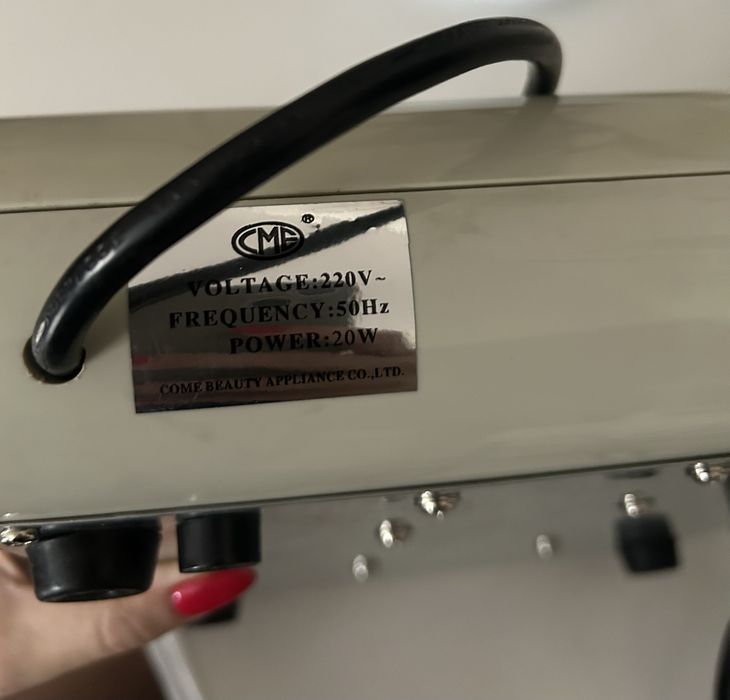 CME®
VOLTAGE:220V~
FREQUENCY:50Hz
POWER:20W
COME BEAUTY APPLIANCE CO.,LTD.